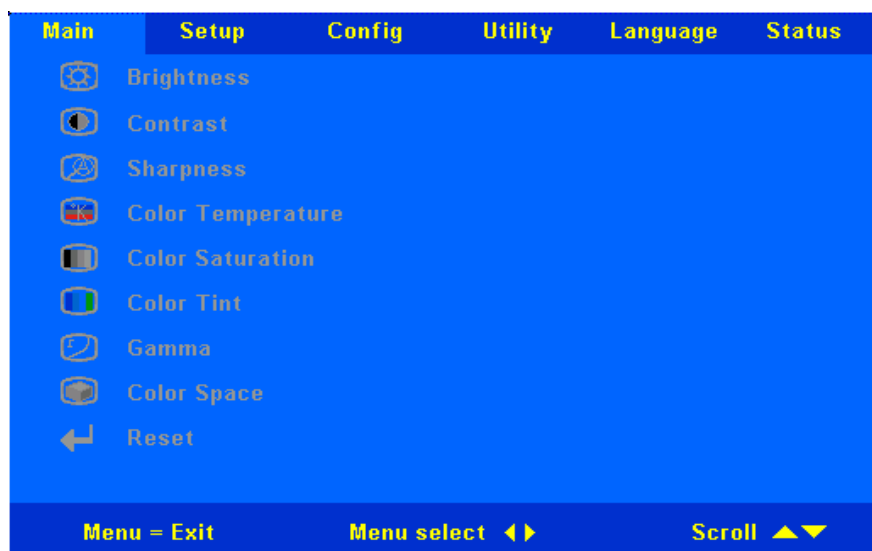 Main Setup Config Utility Language Status
Brightness
Contrast
Sharpness
°K Color Temperature
Color Saturation
Color Tint
r Gamma
Color Space
Reset
Menu = Exit Menu select Scroll